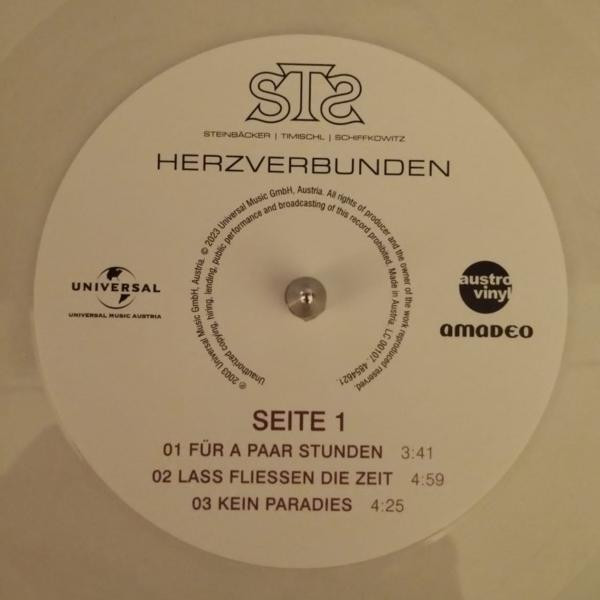 STS
STEINBÄCKER | TIMISCHL | SCHIFFKOWITZ
HERZVERBUNDEN
℗ 2003 Universal Music GmbH, Austria. © 2023 Universal Music GmbH, Austria. All rights of producer and the owner of the work reproduced reserved.
Unauthorized copying, hiring, lending, public performance and broadcasting of this record prohibited. Made in Austria. LC 00107. 4854621.
UNIVERSAL
UNIVERSAL MUSIC AUSTRIA
austro
vinyl
amadeo
SEITE 1
01 FÜR A PAAR STUNDEN 3:41
02 LASS FLIESSEN DIE ZEIT 4:59
03 KEIN PARADIES 4:25